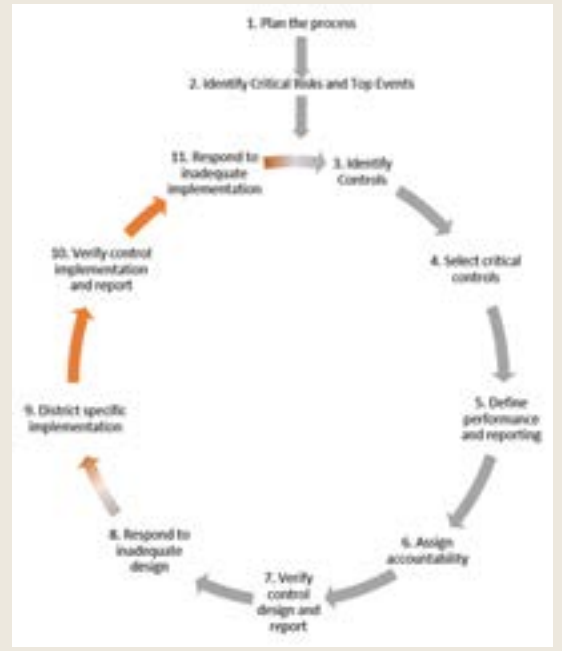 1. Plan the process
2. Identify Critical Risks and Top Events
3. Identify
Controls
4. Select critical
controls
5. Define
performance
and reporting
6. Assign
accountability
7. Verify
control
design and
report
8. Respond to
inadequate
design
9. District specific
implementation
10. Verify control
implementation
and report
11. Respond to
inadequate
implementation